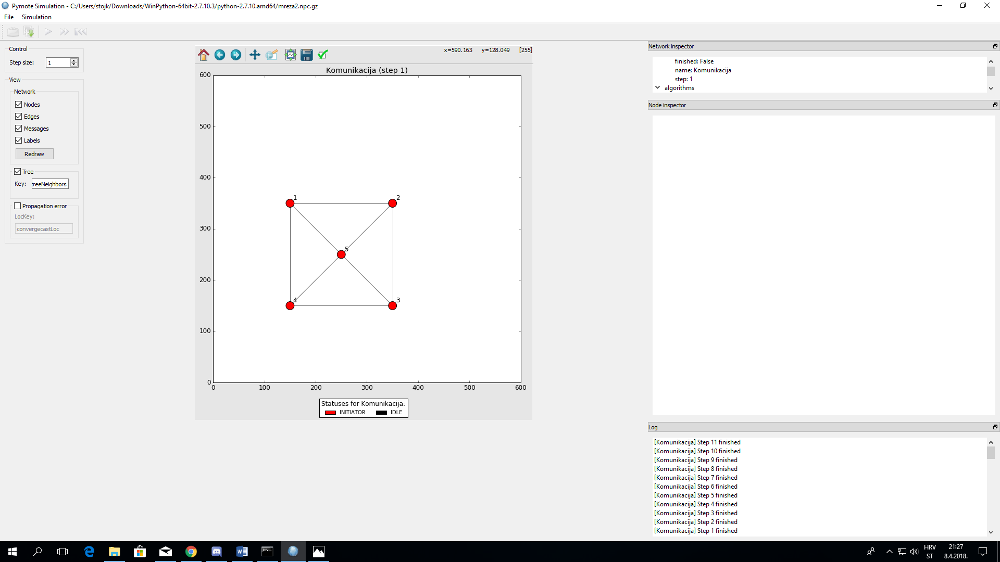 Pymote Simulation - C:/Users/stojk/Downloads/WinPython-64bit-2.7.10.3/python-2.7.10.amd64/mreza2.npc.gz
File Simulation
Control
Step size: 1
View
Network
Nodes
Edges
Messages
Labels
Redraw
Tree
Key: reeNeighbors
Propagation error
LocKey:
convergecastLoc
x=590.163 y=128.049 [255]
Komunikacija (step 1)
600
500
400
300
200
100
0
0 100 200 300 400 500 600
1
2
5
4
3
Statuses for Komunikacija:
INITIATOR IDLE
Network inspector
finished: False
name: Komunikacija
step: 1
algorithms
Node inspector
Log
[Komunikacija] Step 11 finished
[Komunikacija] Step 10 finished
[Komunikacija] Step 9 finished
[Komunikacija] Step 8 finished
[Komunikacija] Step 7 finished
[Komunikacija] Step 6 finished
[Komunikacija] Step 5 finished
[Komunikacija] Step 4 finished
[Komunikacija] Step 3 finished
[Komunikacija] Step 2 finished
[Komunikacija] Step 1 finished
HRV
ST
21:27
8.4.2018.